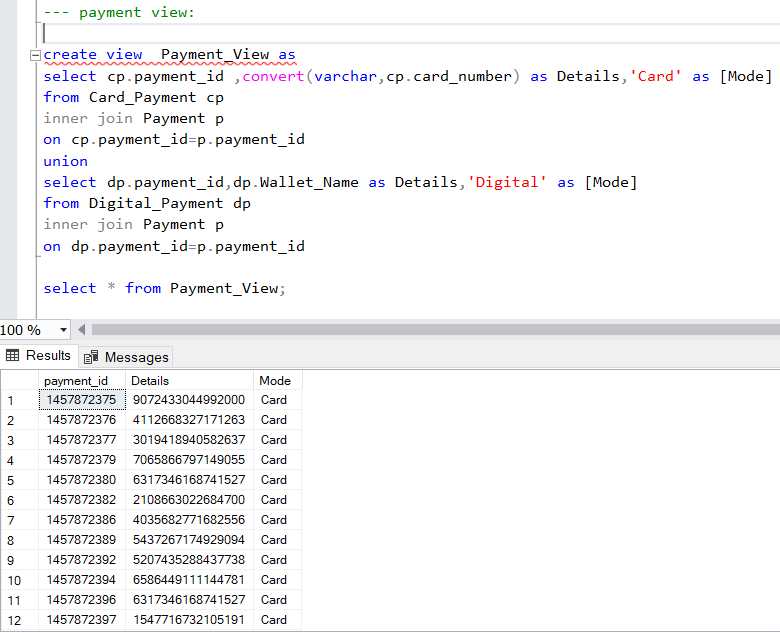 --- payment view:
create view  Payment_View as
select cp.payment_id ,convert(varchar,cp.card_number) as Details,'Card' as [Mode]
from Card_Payment cp
inner join Payment p
on cp.payment_id=p.payment_id
union
select dp.payment_id,dp.Wallet_Name as Details,'Digital' as [Mode]
from Digital_Payment dp
inner join Payment p
on dp.payment_id=p.payment_id
select * from Payment_View;
100 %
Results Messages
payment_id Details Mode
1 1457872375 9072433044992000 Card
2 1457872376 4112668327171263 Card
3 1457872377 3019418940582637 Card
4 1457872379 7065866797149055 Card
5 1457872380 6317346168741527 Card
6 1457872382 2108663022684700 Card
7 1457872386 4035682771682556 Card
8 1457872389 5437267174929094 Card
9 1457872392 5207435288437738 Card
10 1457872394 6586449111144781 Card
11 1457872396 6317346168741527 Card
12 1457872397 1547716732105191 Card